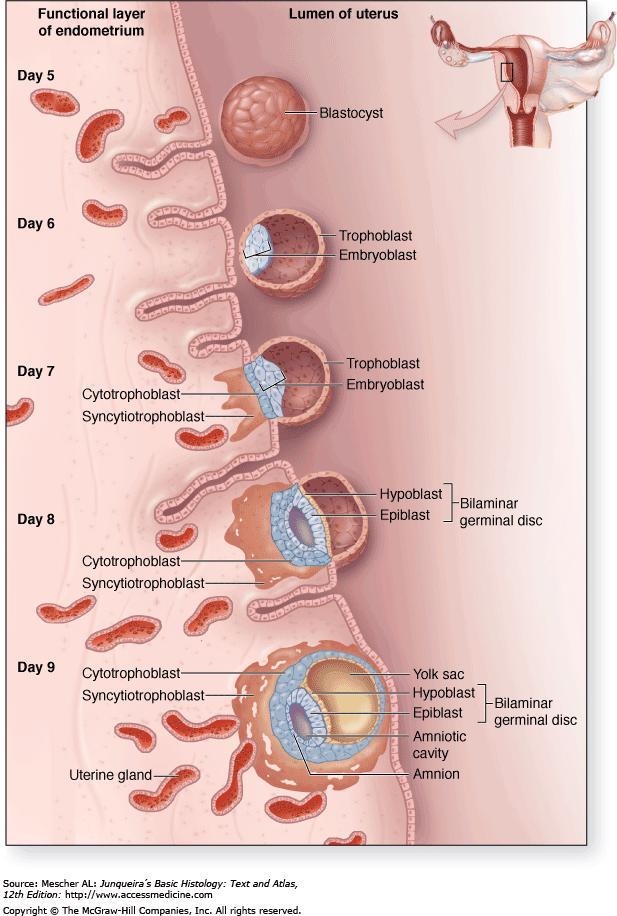 Functional layer
of endometrium
Lumen of uterus
Day 5
Blastocyst
Day 6
Trophoblast
Embryoblast
Day 7
Trophoblast
Embryoblast
Cytotrophoblast
Syncytiotrophoblast
Day 8
Hypoblast
Epiblast
Bilaminar
germinal disc
Cytotrophoblast
Syncytiotrophoblast
Day 9
Cytotrophoblast
Syncytiotrophoblast
Yolk sac
Hypoblast
Epiblast
Bilaminar
germinal disc
Amniotic
cavity
Amnion
Uterine gland
Source: Mescher AL: Junqueira´s Basic Histology: Text and Atlas,
12th Edition: http://www.accessmedicine.com
Copyright © The McGraw-Hill Companies, Inc. All rights reserved.